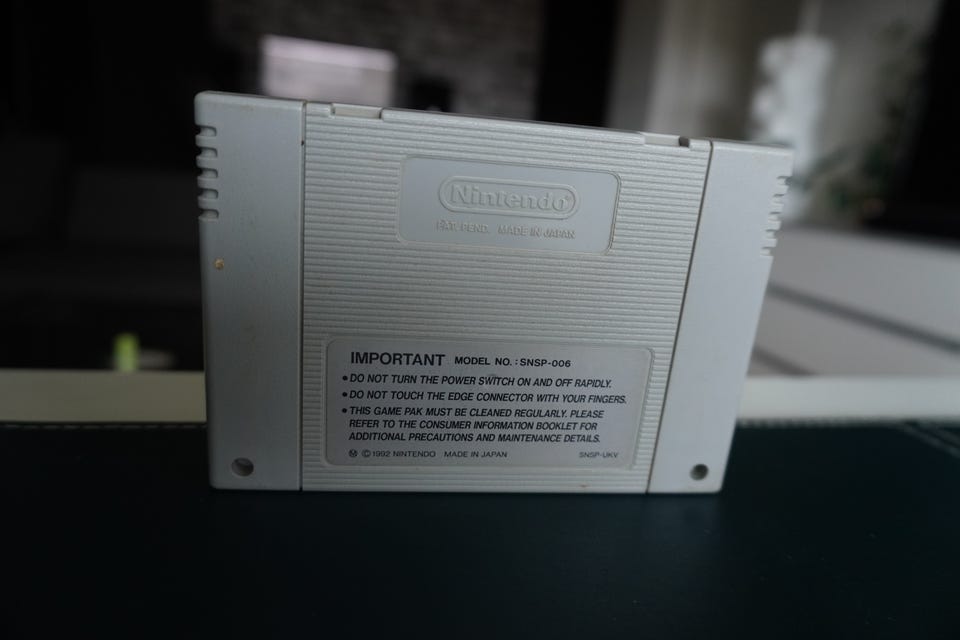 Nintendo®
PAT. PEND. MADE IN JAPAN
IMPORTANT MODEL NO. : SNSP-006
• DO NOT TURN THE POWER SWITCH ON AND OFF RAPIDLY.
• DO NOT TOUCH THE EDGE CONNECTOR WITH YOUR FINGERS.
• THIS GAME PAK MUST BE CLEANED REGULARLY. PLEASE
REFER TO THE CONSUMER INFORMATION BOOKLET FOR
ADDITIONAL PRECAUTIONS AND MAINTENANCE DETAILS.
Ⓜ ©1992 NINTENDO MADE IN JAPAN SNSP-UKV